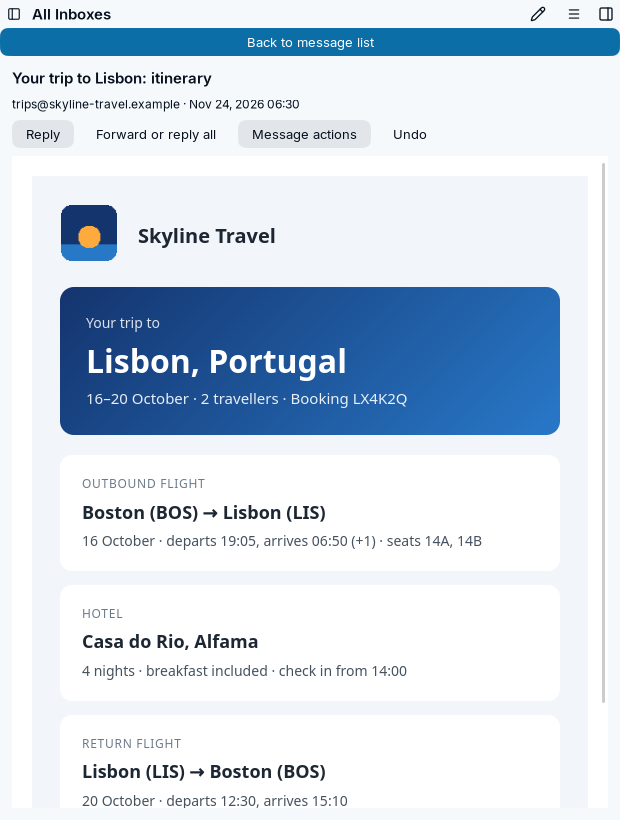 All Inboxes
Back to message list
Your trip to Lisbon: itinerary
trips@skyline-travel.example · Nov 24, 2026 06:30
Reply
Forward or reply all
Message actions
Undo
Skyline Travel
Your trip to
Lisbon, Portugal
16–20 October · 2 travellers · Booking LX4K2Q
OUTBOUND FLIGHT
Boston (BOS) → Lisbon (LIS)
16 October · departs 19:05, arrives 06:50 (+1) · seats 14A, 14B
HOTEL
Casa do Rio, Alfama
4 nights · breakfast included · check in from 14:00
RETURN FLIGHT
Lisbon (LIS) → Boston (BOS)
20 October · departs 12:30, arrives 15:10